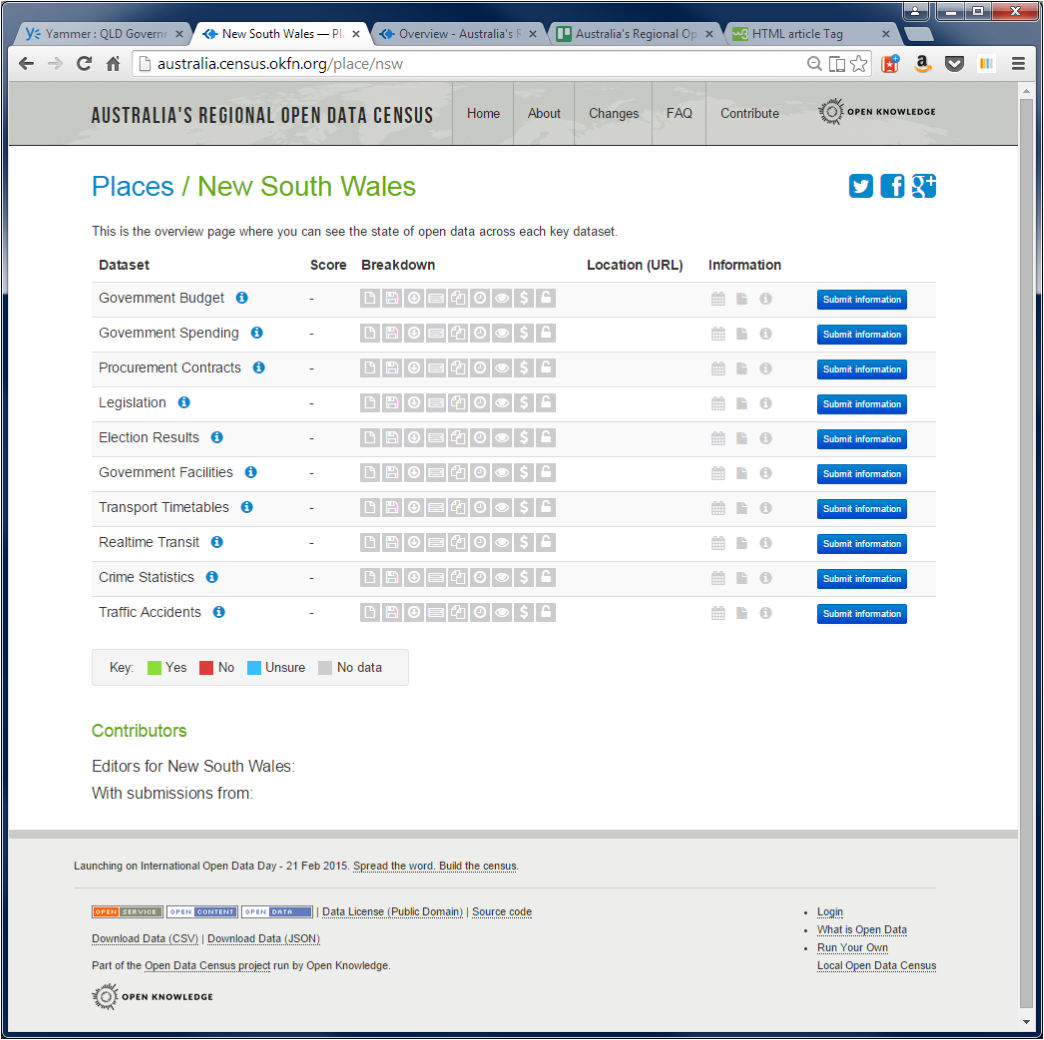 Yammer : QLD Governm
New South Wales — Pl
Overview - Australia's R
Australia's Regional Op
HTML article Tag
australia.census.okfn.org/place/nsw
AUSTRALIA'S REGIONAL OPEN DATA CENSUS
Home About Changes FAQ Contribute
OPEN KNOWLEDGE
Places / New South Wales
This is the overview page where you can see the state of open data across each key dataset.
Dataset Score Breakdown Location (URL) Information
Government Budget - Submit information
Government Spending - Submit information
Procurement Contracts - Submit information
Legislation - Submit information
Election Results - Submit information
Government Facilities - Submit information
Transport Timetables - Submit information
Realtime Transit - Submit information
Crime Statistics - Submit information
Traffic Accidents - Submit information
Key: Yes No Unsure No data
Contributors
Editors for New South Wales:
With submissions from:
Launching on International Open Data Day - 21 Feb 2015. Spread the word. Build the census.
OPEN SERVICE OPEN CONTENT OPEN DATA | Data License (Public Domain) | Source code
Download Data (CSV) | Download Data (JSON)
Part of the Open Data Census project run by Open Knowledge.
OPEN KNOWLEDGE
Login
What is Open Data
Run Your Own
Local Open Data Census